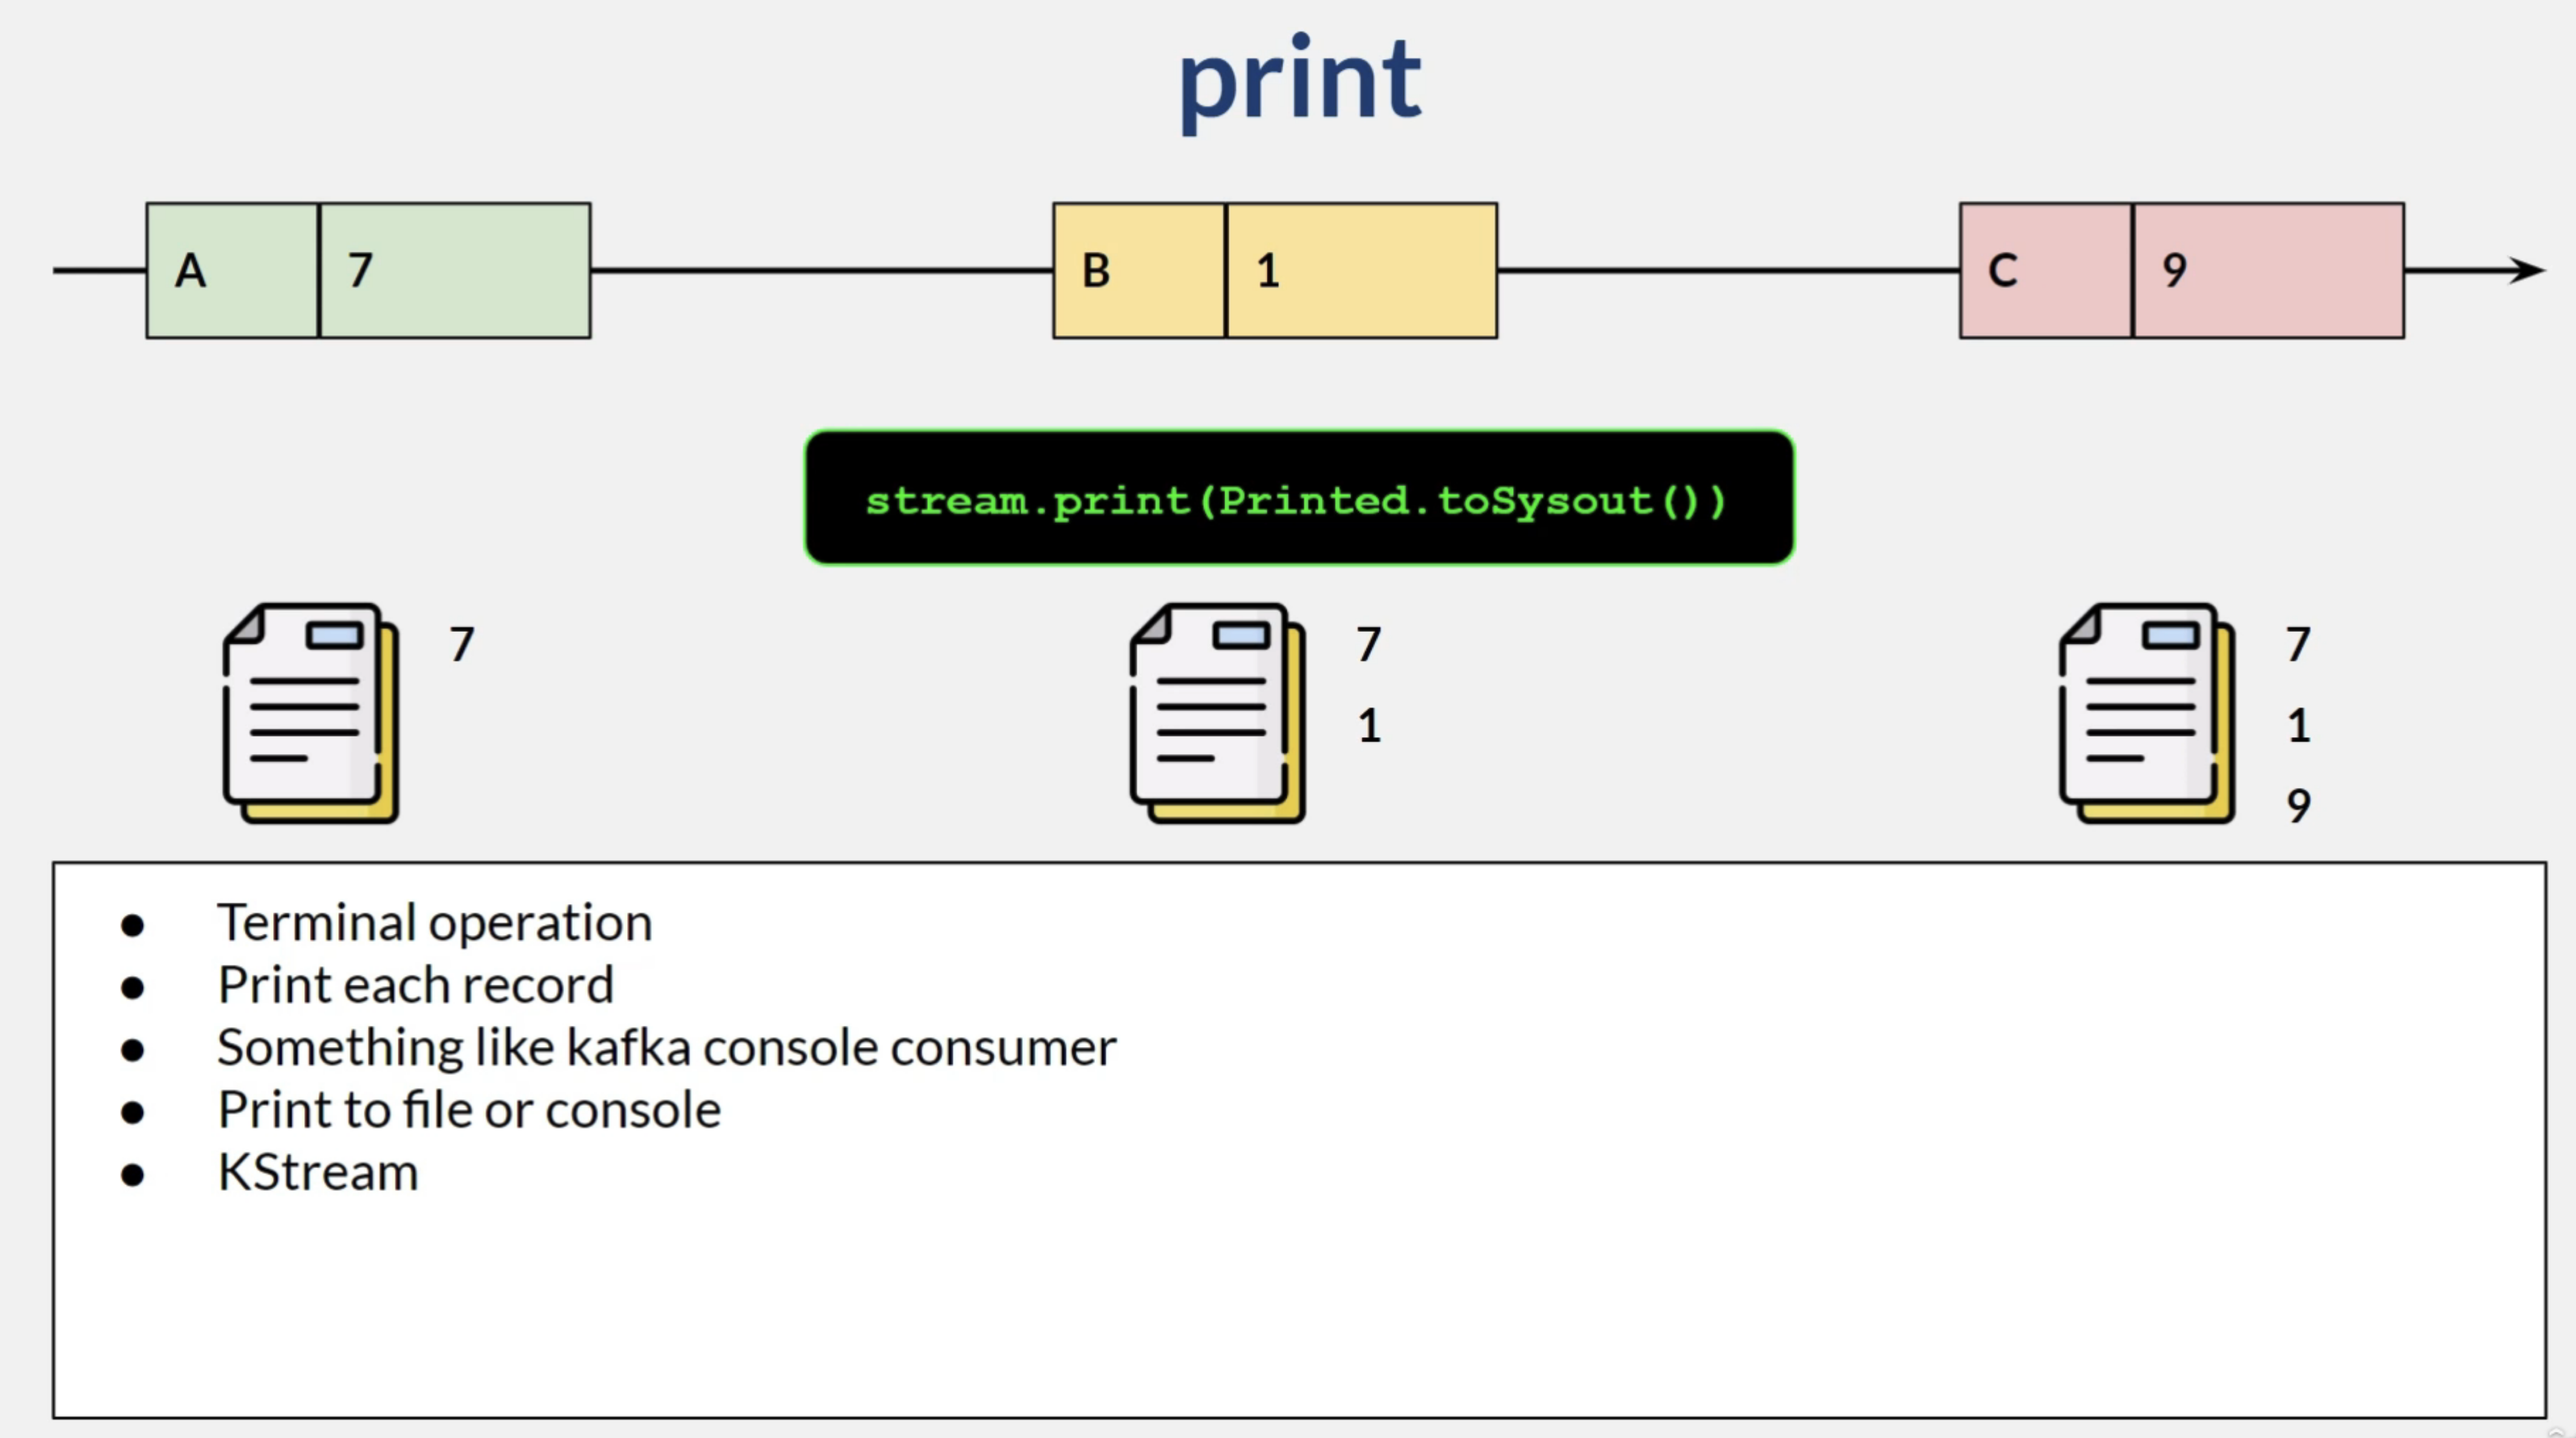 print
A 7
B 1
C 9
stream.print(Printed.toSysout())
7
7
1
7
1
9
● Terminal operation
● Print each record
● Something like kafka console consumer
● Print to file or console
● KStream